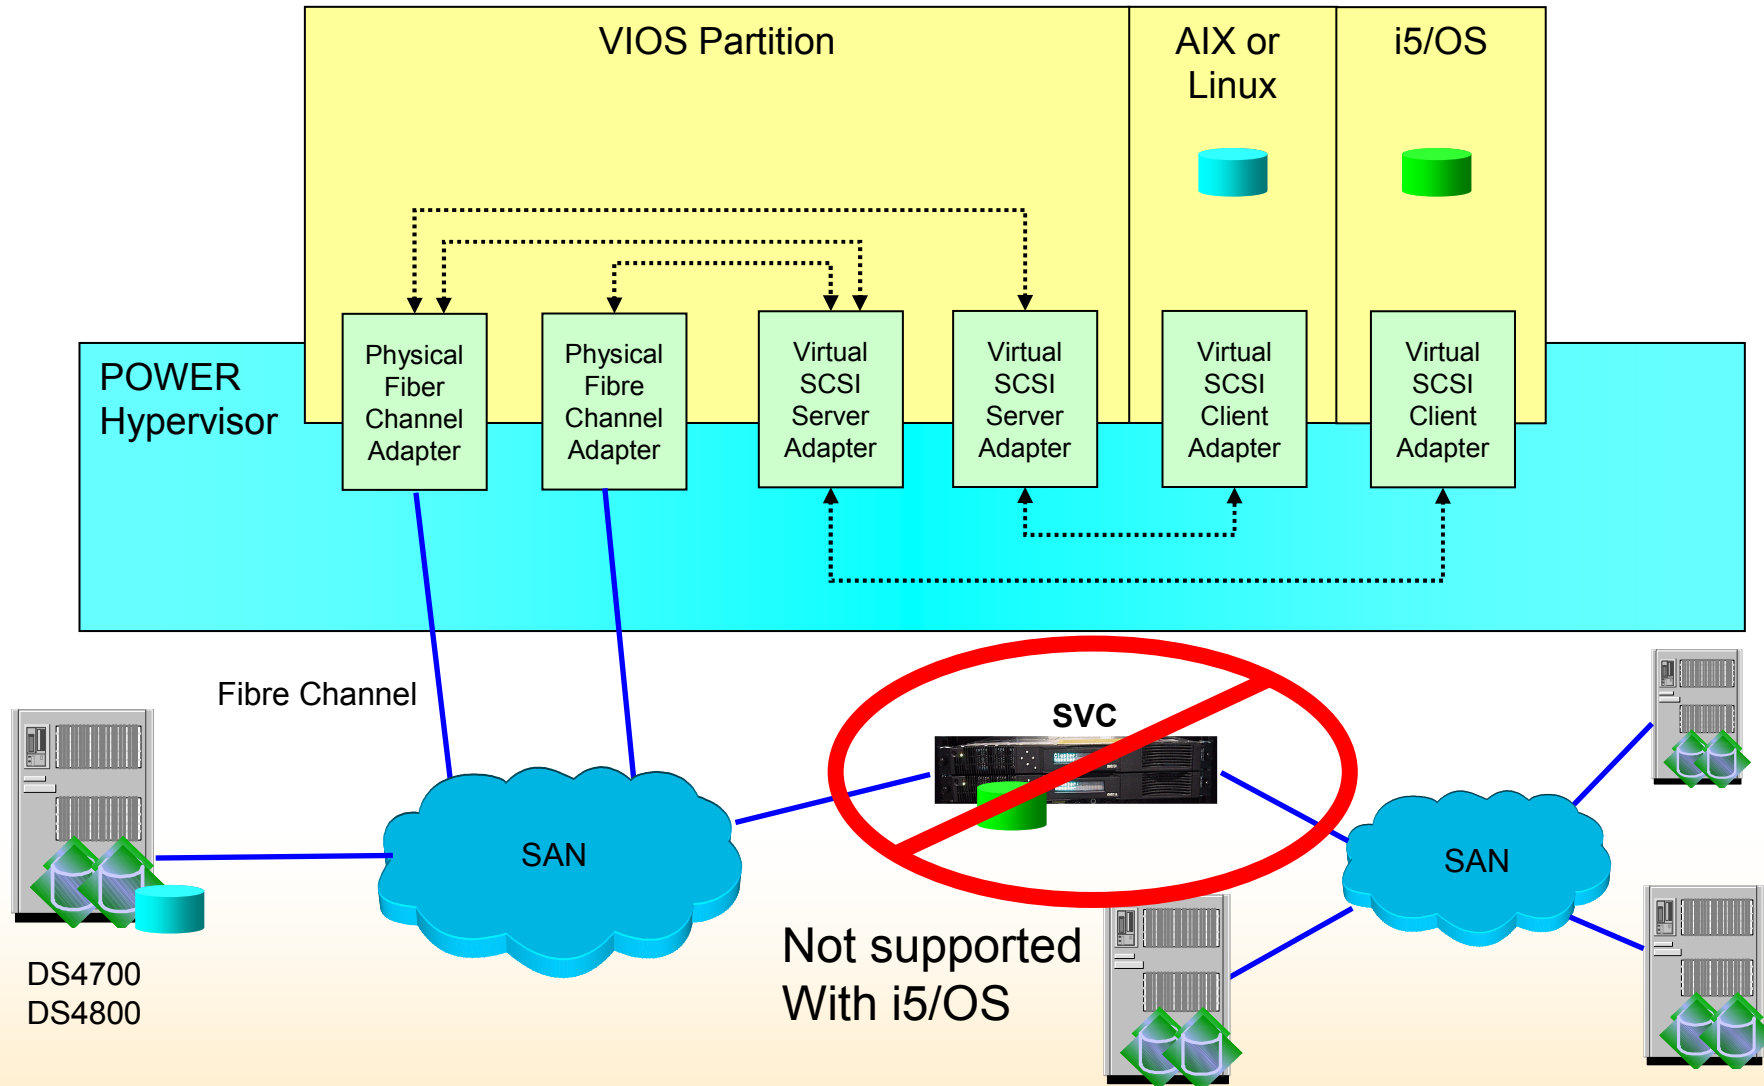 VIOS Partition
AIX or
Linux
i5/OS
POWER
Hypervisor
Physical
Fiber
Channel
Adapter
Physical
Fibre
Channel
Adapter
Virtual
SCSI
Server
Adapter
Virtual
SCSI
Server
Adapter
Virtual
SCSI
Client
Adapter
Virtual
SCSI
Client
Adapter
Fibre Channel
SVC
SAN
SAN
Not supported
With i5/OS
DS4700
DS4800